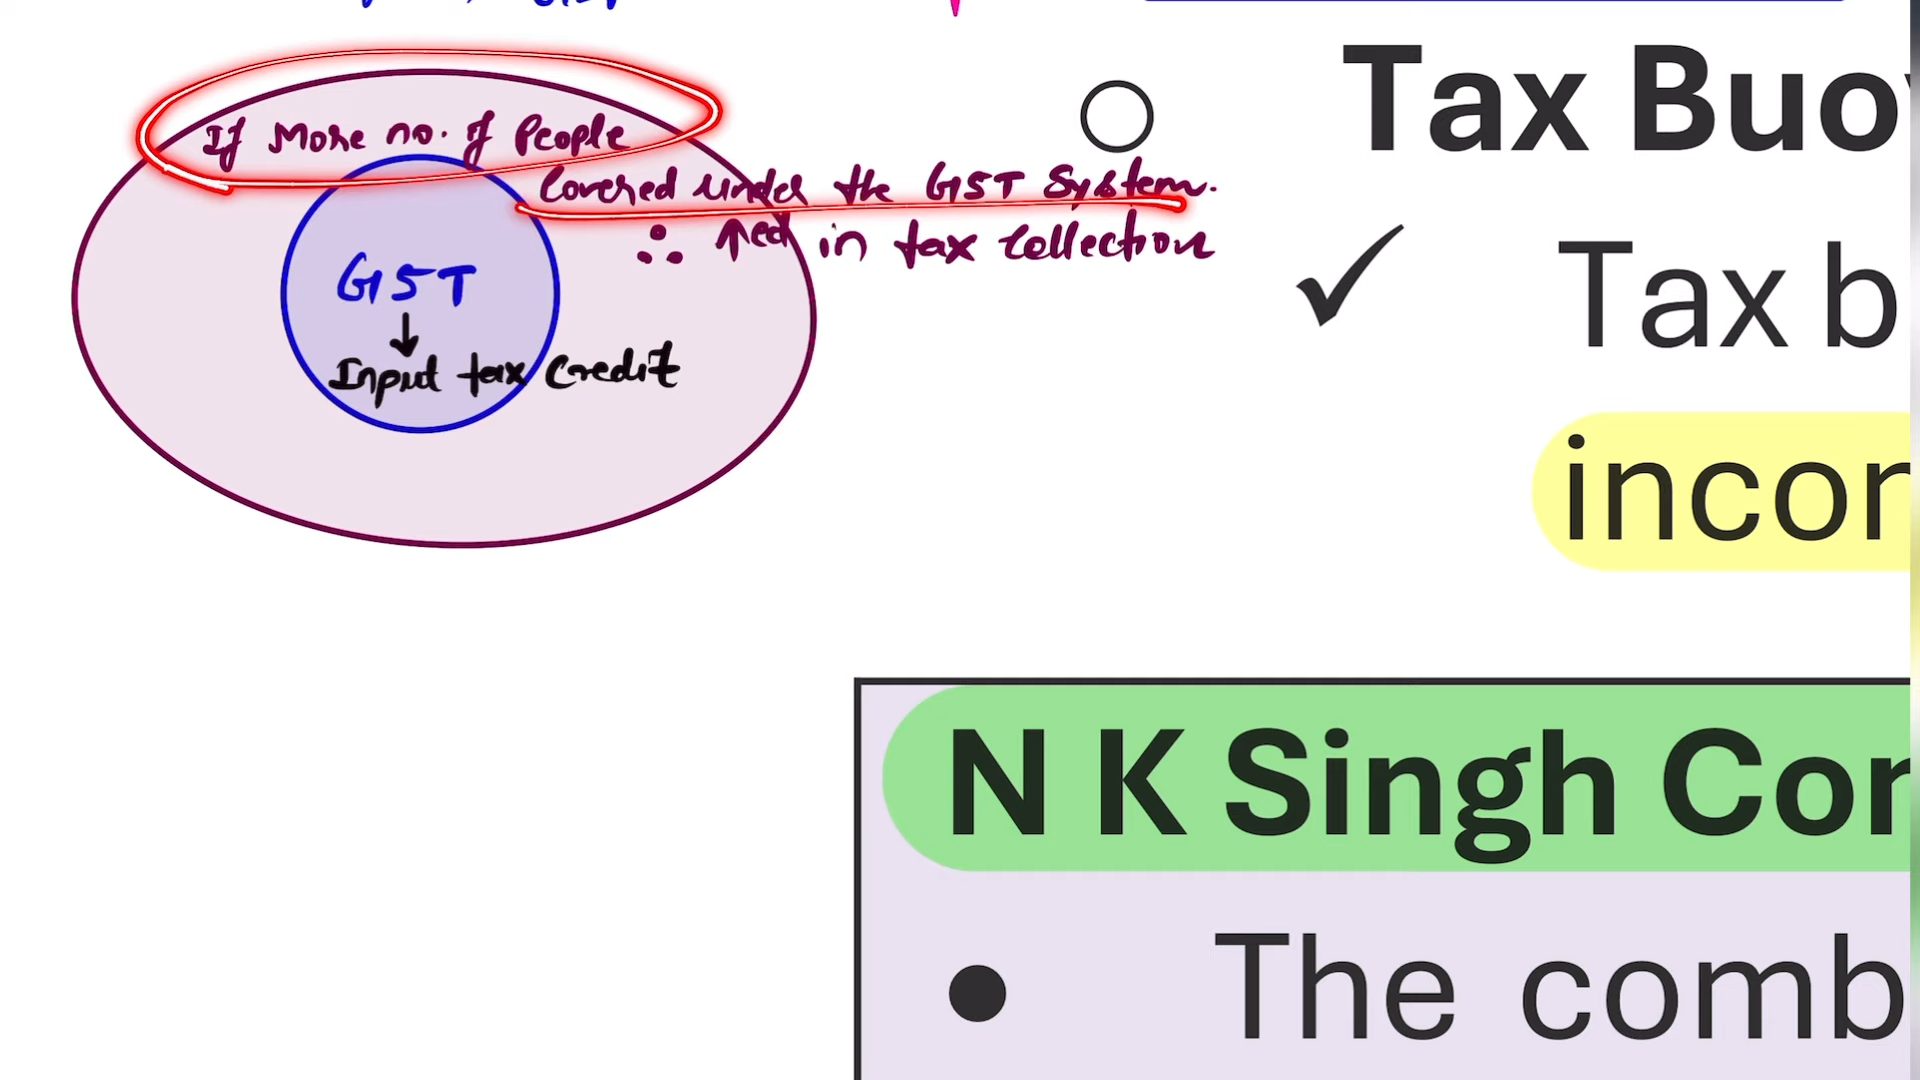 If More no. of People
Covered under the GST System.
∴ ↑ed in tax collection
GST
↓
Input tax Credit
○ Tax Buo
✓ Tax b
incor
N K Singh Con
• The comb